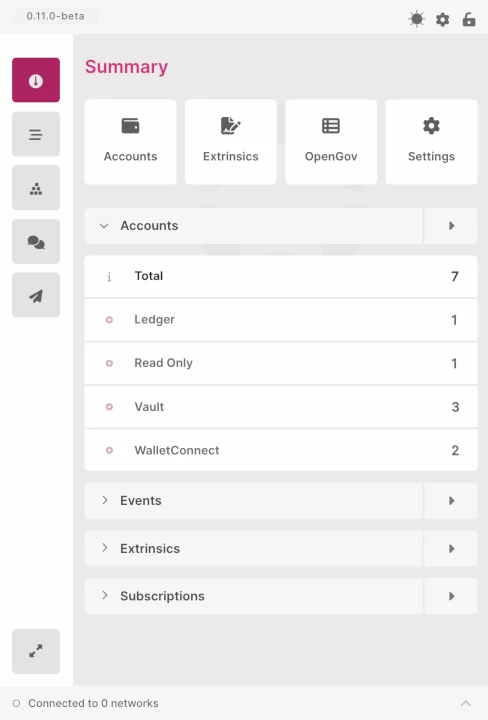 0.11.0-beta
Summary
Accounts
Extrinsics
OpenGov
Settings
Accounts
Total 7
Ledger 1
Read Only 1
Vault 3
WalletConnect 2
Events
Extrinsics
Subscriptions
Connected to 0 networks